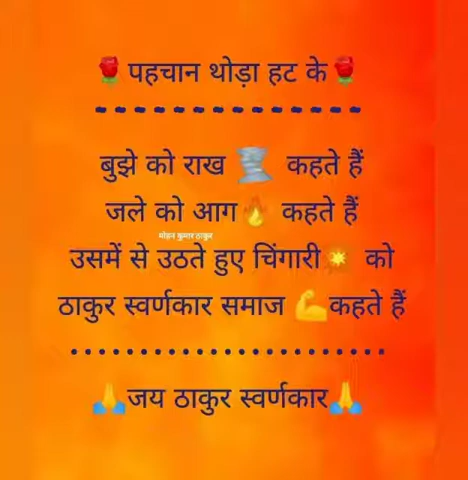 🌹पहचान थोड़ा हट के🌹
बुझे को राख 🌪️ कहते हैं
जले को आग🔥 कहते हैं
मोहन कुमार ठाकुर
उसमें से उठते हुए चिंगारी💥 को
ठाकुर स्वर्णकार समाज 💪कहते हैं
🙏जय ठाकुर स्वर्णकार🙏